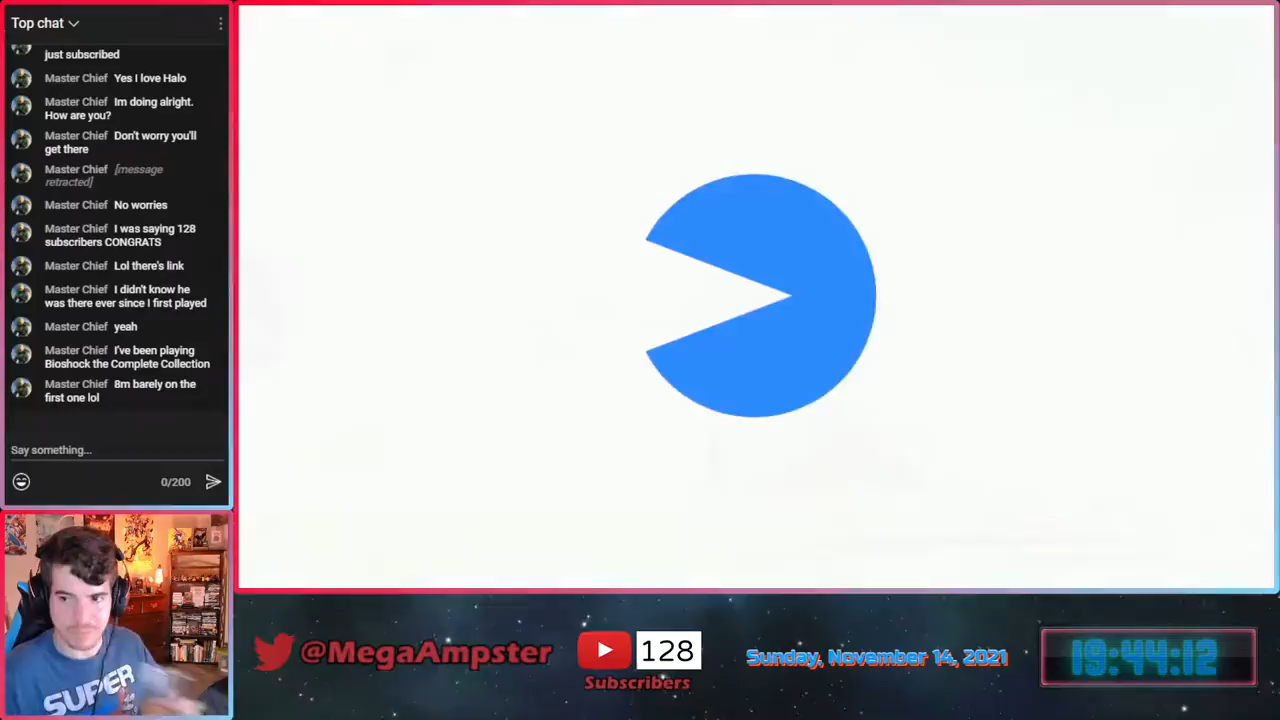 Top chat
just subscribed
Master Chief Yes I love Halo
Master Chief Im doing alright.
How are you?
Master Chief Don't worry you'll
get there
Master Chief [message
retracted]
Master Chief No worries
Master Chief I was saying 128
subscribers CONGRATS
Master Chief Lol there's link
Master Chief I didn't know he
was there ever since I first played
Master Chief yeah
Master Chief I've been playing
Bioshock the Complete Collection
Master Chief 8m barely on the
first one lol
Say something...
0/200
SUPER
@MegaAmpster
128
Subscribers
Sunday, November 14, 2021
19:44:12